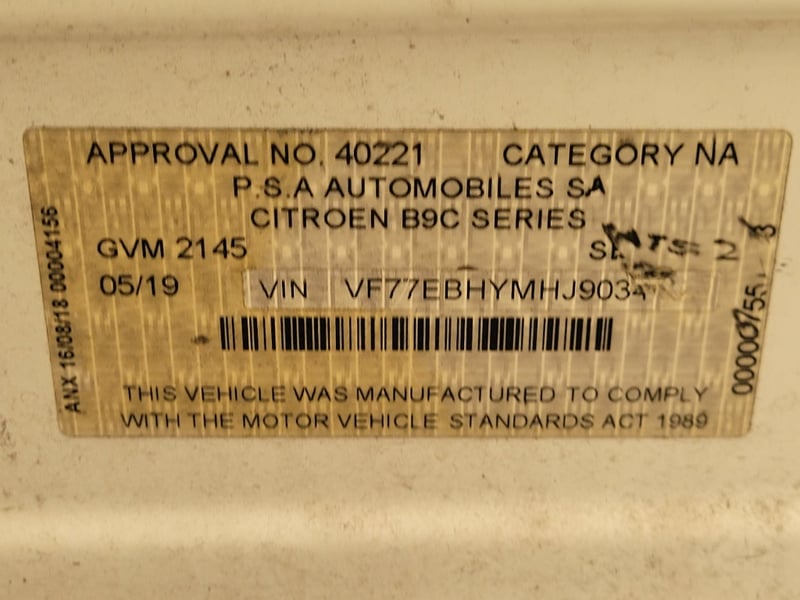 APPROVAL NO. 40221 CATEGORY NA
P.S.A AUTOMOBILES SA
CITROEN B9C SERIES
GVM 2145
05/19 VIN
THIS VEHICLE WAS MANUFACTURED TO COMPLY
WITH THE MOTOR VEHICLE STANDARDS ACT 1989
ANX 16/08/18 00004156